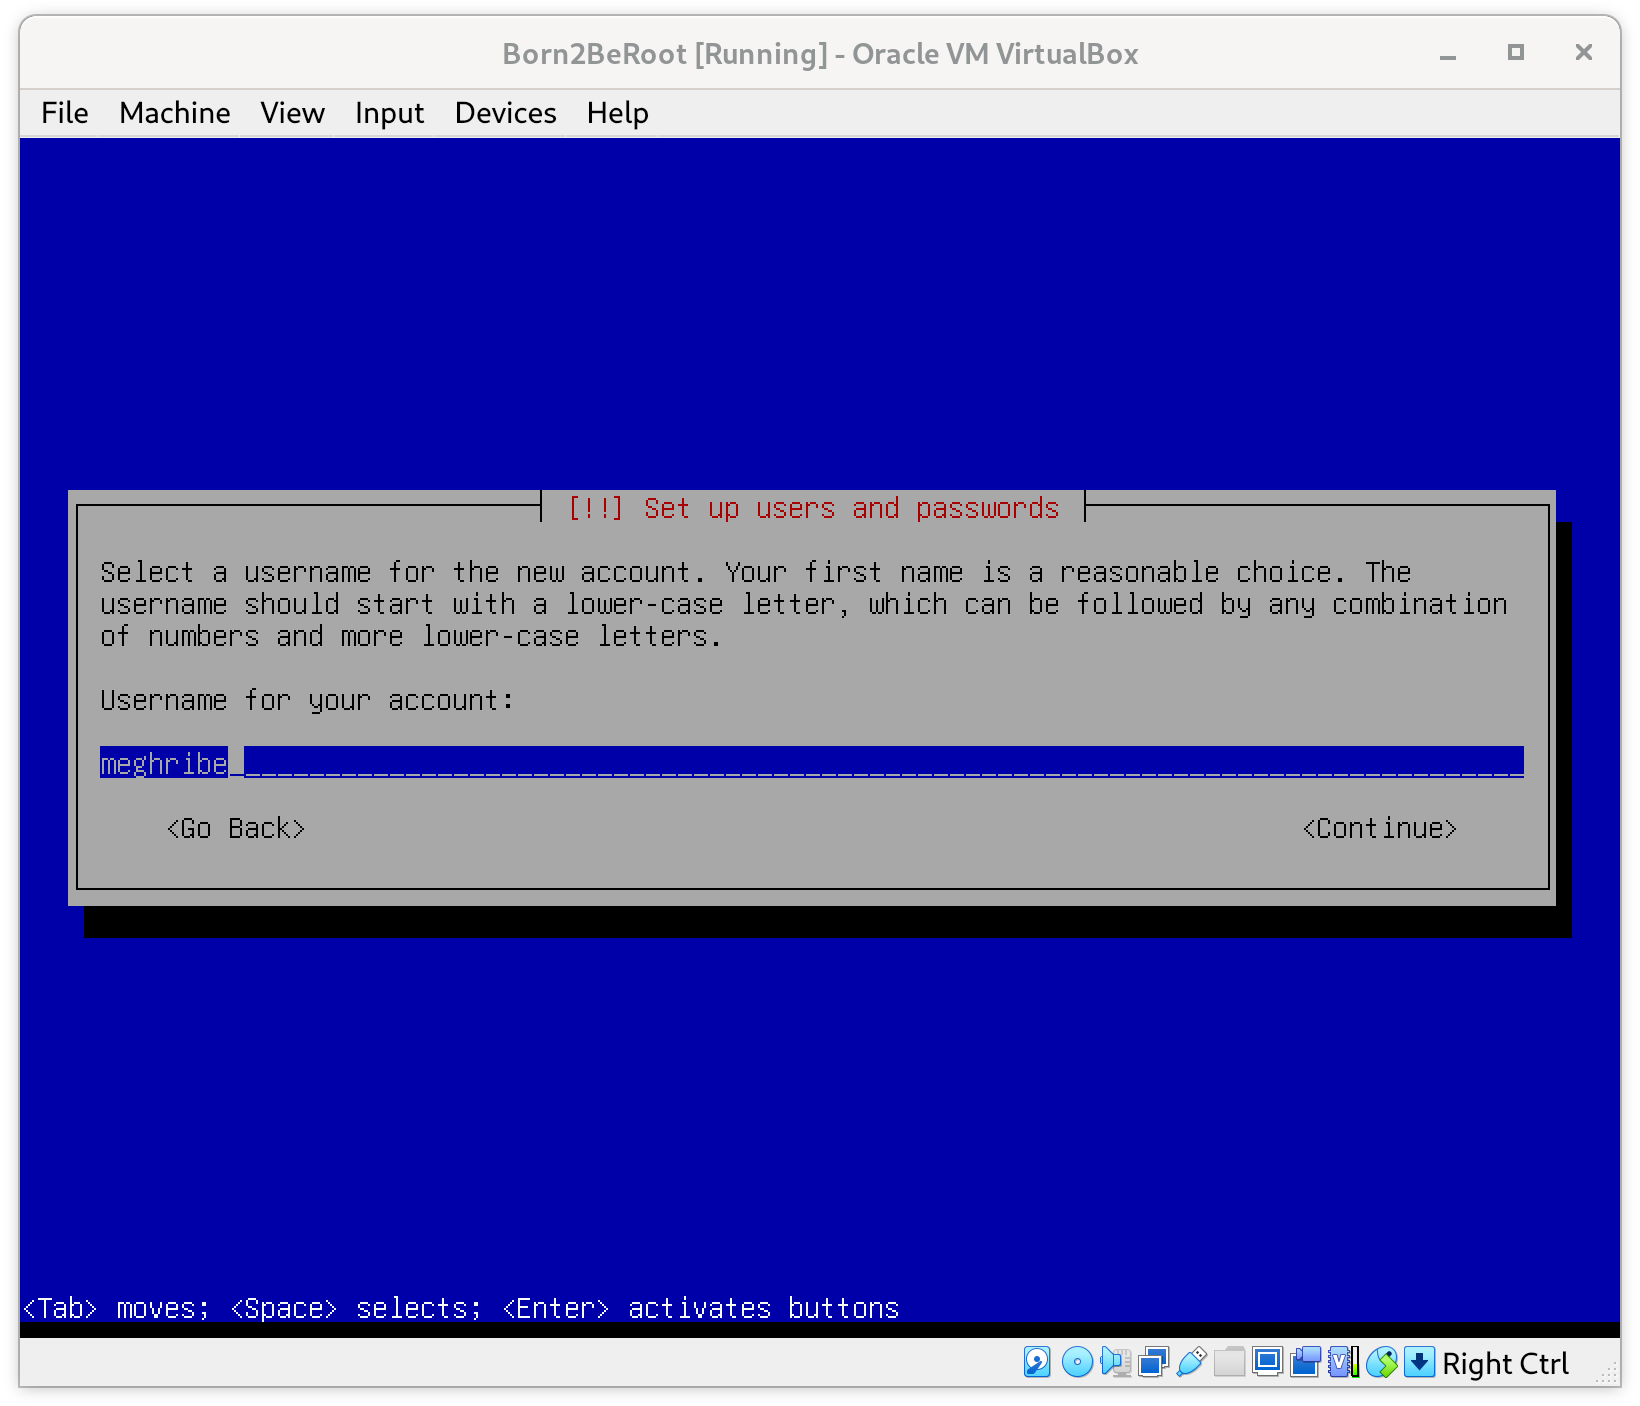 Born2BeRoot [Running] - Oracle VM VirtualBox
File Machine View Input Devices Help
[!!] Set up users and passwords
Select a username for the new account. Your first name is a reasonable choice. The
username should start with a lower-case letter, which can be followed by any combination
of numbers and more lower-case letters.
Username for your account:
meghribe
<Go Back> <Continue>
<Tab> moves; <Space> selects; <Enter> activates buttons
Right Ctrl